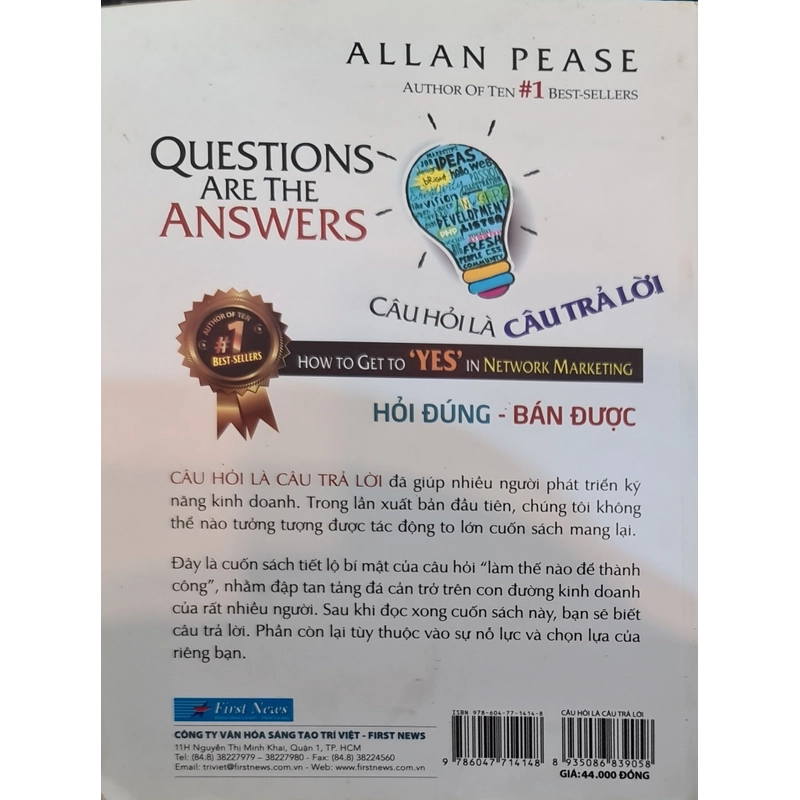 ALLAN PEASE
AUTHOR OF TEN #1 BEST-SELLERS
QUESTIONS
ARE THE
ANSWERS
IDEAS
bright
hello
web
vision
DEVELOPMENT
PHP
FRESH
PEOPLE CSS
COMMUNITY
CÂU HỎI LÀ CÂU TRẢ LỜI
AUTHOR OF TEN
#1
BEST-SELLERS
HOW TO GET TO 'YES' IN NETWORK MARKETING
HỎI ĐÚNG - BÁN ĐƯỢC
CÂU HỎI LÀ CÂU TRẢ LỜI đã giúp nhiều người phát triển kỹ
năng kinh doanh. Trong lần xuất bản đầu tiên, chúng tôi không
thể nào tưởng tượng được tác động to lớn cuốn sách mang lại.
Đây là cuốn sách tiết lộ bí mật của câu hỏi "làm thế nào để thành
công", nhằm đập tan tảng đá cản trở trên con đường kinh doanh
của rất nhiều người. Sau khi đọc xong cuốn sách này, bạn sẽ biết
câu trả lời. Phần còn lại tùy thuộc vào sự nỗ lực và chọn lựa của
riêng bạn.
First News
CÔNG TY VĂN HÓA SÁNG TẠO TRÍ VIỆT - FIRST NEWS
11H Nguyễn Thị Minh Khai, Quận 1, TP. HCM
Tel: (84.8) 38227979 - 38227980 - Fax: (84.8) 38224560
Email: triviet@firstnews.com.vn - Web: www.firstnews.com.vn
ISBN 978-604-77-1414-8
9 786047 714148
CÂU HỎI LÀ CÂU TRẢ LỜI
8 935086 839058
GIÁ: 44.000 ĐỒNG